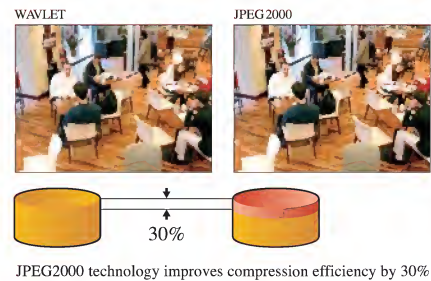 WAVLET
JPEG2000
30%
JPEG2000 technology improves compression efficiency by 30%